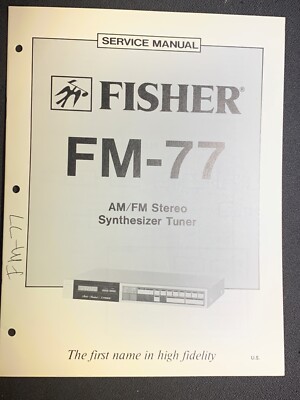 SERVICE MANUAL
FISHER®
FM-77
AM/FM Stereo
Synthesizer Tuner
FM-77
The first name in high fidelity
U.S.